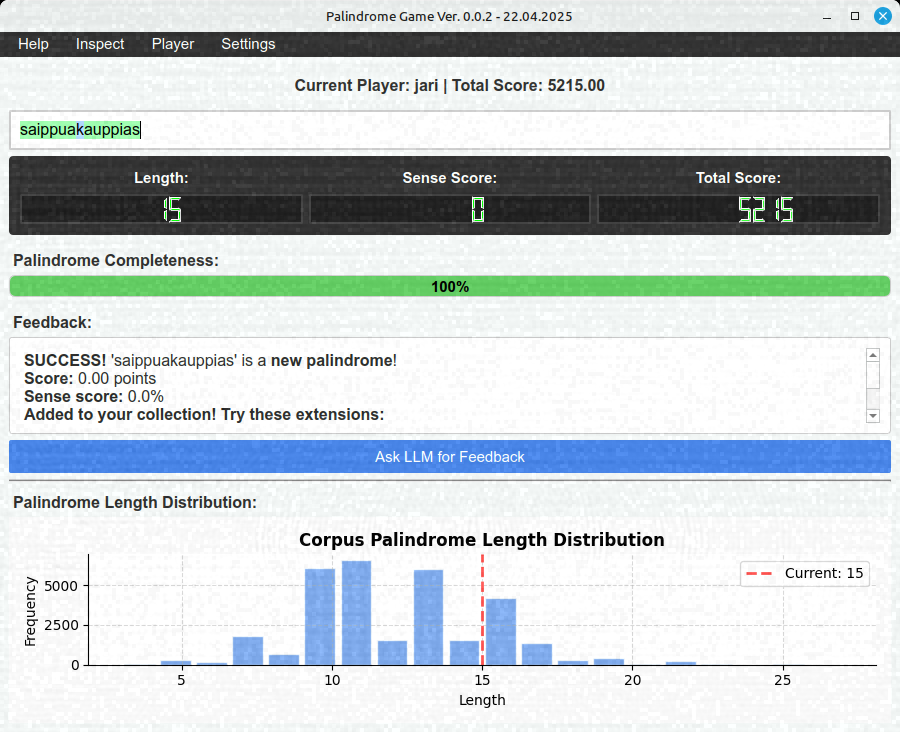 Palindrome Game Ver. 0.0.2 - 22.04.2025
Help Inspect Player Settings
Current Player: jari | Total Score: 5215.00
saippuakauppias
Length: Sense Score: Total Score:
15 0 5215
Palindrome Completeness:
100%
Feedback:
SUCCESS! 'saippuakauppias' is a new palindrome!
Score: 0.00 points
Sense score: 0.0%
Added to your collection! Try these extensions:
Ask LLM for Feedback
Palindrome Length Distribution:
Corpus Palindrome Length Distribution
Current: 15
Frequency
5000
2500
0
5 10 15 20 25
Length